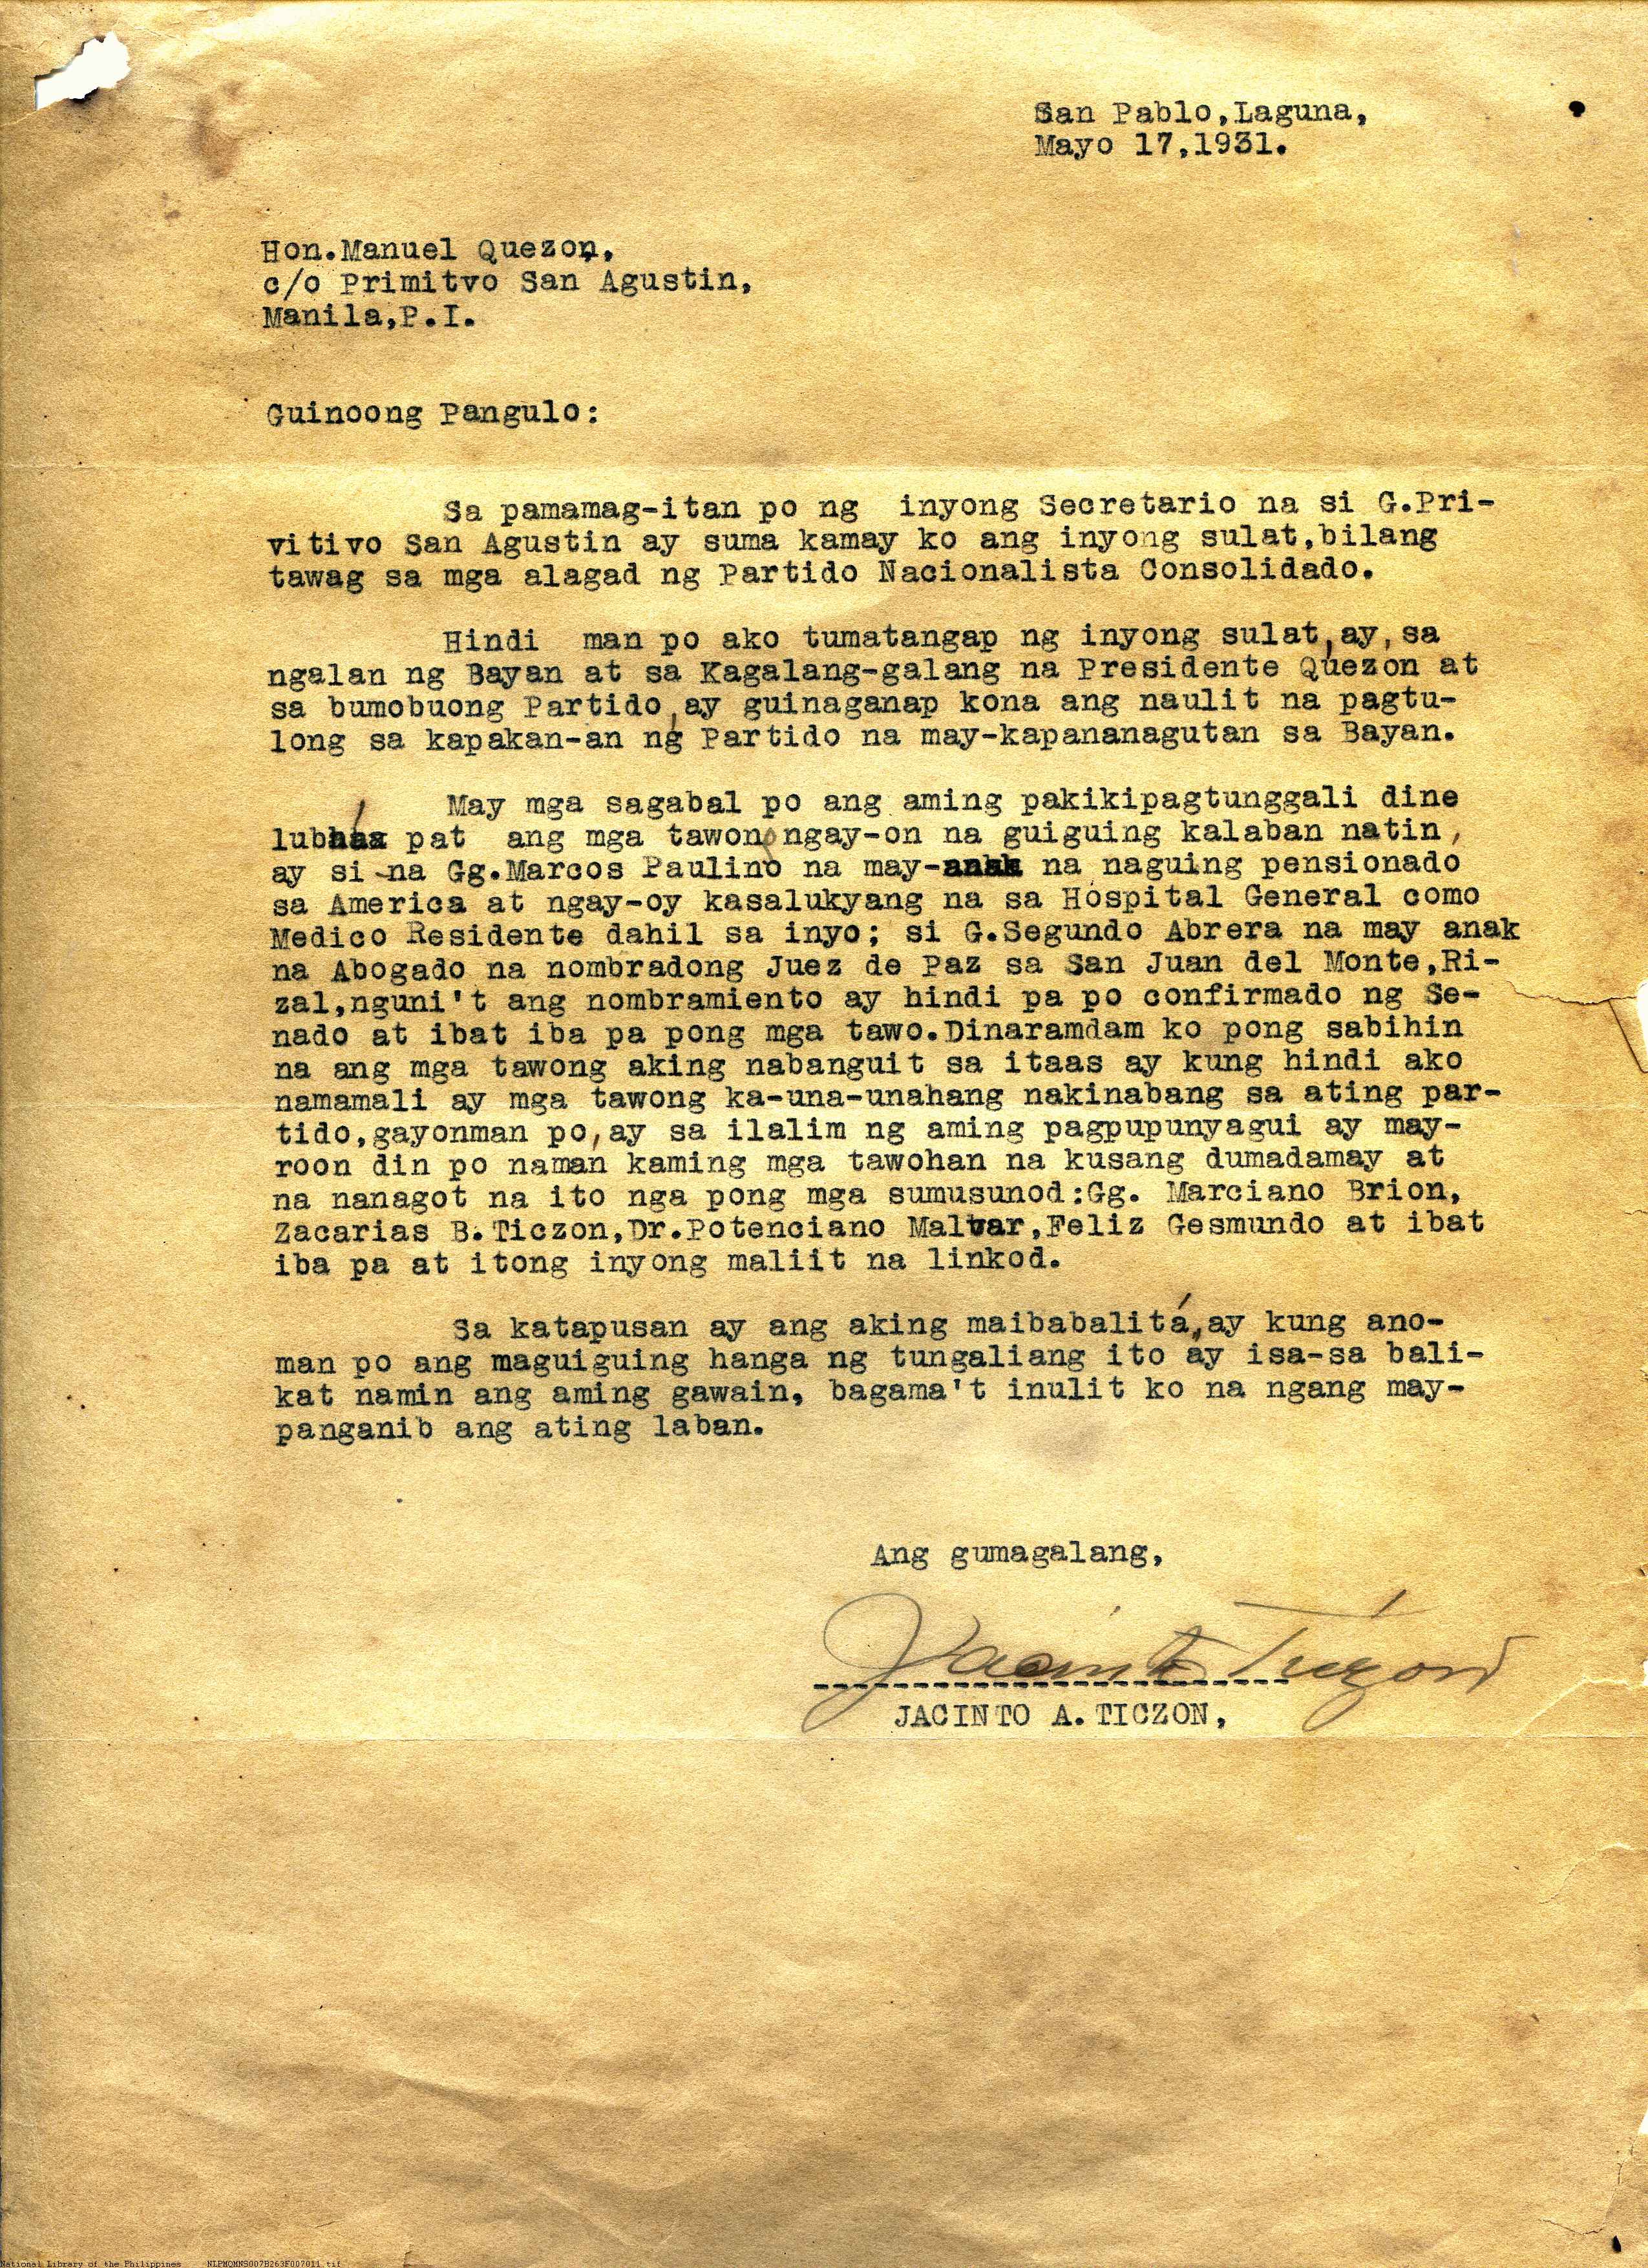 San Pablo,Laguna,
Mayo 17,1931.
Hon.Manuel Quezon,
c/o Primitvo San Agustin,
Manila,P.I.
Guinoong Pangulo:
Sa pamamag-itan po ng inyong Secretario na si G.Pri-
vitivo San Agustin ay suma kamay ko ang inyong sulat,bilang
tawag sa mga alagad ng Partido Nacionalista Consolidado.
Hindi man po ako tumatangap ng inyong sulat,ay,sa
ngalan ng Bayan at sa Kagalang-galang na Presidente Quezon at
sa bumobuong Partido,ay guinaganap kona ang naulit na pagtu-
long sa kapakan-an ng Partido na may-kapananagutan sa Bayan.
May mga sagabal po ang aming pakikipagtunggali dine
pat ang mga tawon ngay-on na guiguing kalaban natin,
ay si na Gg.Marcos Paulino na may-anak na naguing pensionado
sa America at ngay-oy kasalukyang na sa Hospital General como
Medico Residente dahil sa inyo; si G.Segundo Abrera na may anak
na Abogado na nombradong Juez de Paz sa San Juan del Monte,Ri-
zal,nguni't ang nombramiento ay hindi pa po confirmado ng Se-
nado at ibat iba pa pong mga tawo.Dinaramdam ko pong sabihin
na ang mga tawong aking nabanguit sa itaas ay kung hindi ako
namamali ay mga tawong ka-una-unahang nakinabang sa ating par-
tido,gayonman po,ay sa ilalim ng aming pagpupunyagui ay may-
roon din po naman kaming mga tawohan na kusang dumadamay at
na nanagot na ito nga pong mga sumusunod:Gg. Marciano Brion,
Zacarias B.Ticzon,Dr.Potenciano Malvar,Feliz Gesmundo at ibat
iba pa at itong inyong maliit na linkod.
Sa katapusan ay ang aking maibabalitá,ay kung ano-
man po ang maguiguing hanga ng tungaliang ito ay isa-sa bali-
kat namin ang aming gawain, bagama't inulit ko na ngang may-
panganib ang ating laban.
Ang gumagalang,
Jacinto Ticzon
JACINTO A.TICZON,
National Library of the Philippines NLPMQMNS007B263F007011.tif